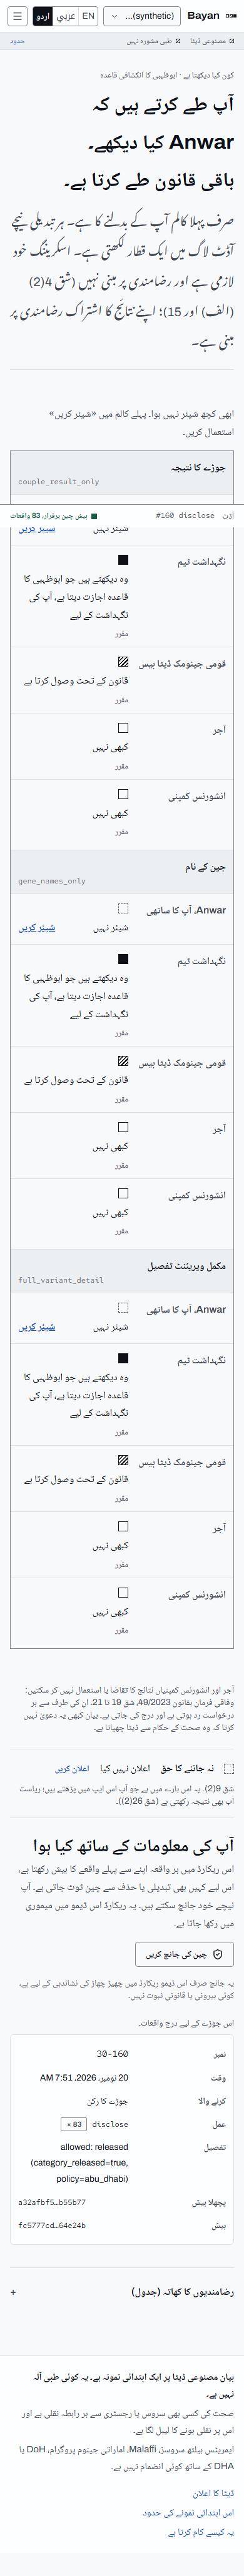 Bayan
(synthetic)...
EN
عربي
اردو
مصنوعی ڈیٹا
طبی مشورہ نہیں
حدود
کون کیا دیکھتا ہے · ابوظہبی کا انکشافی قاعدہ
آپ طے کرتے ہیں کہ
Anwar کیا دیکھے۔
باقی قانون طے کرتا ہے۔
صرف پہلا کالم آپ کے بدلنے کا ہے۔ ہر تبدیلی نیچے
آڈٹ لاگ میں ایک قطار لکھتی ہے۔ اسکریننگ خود
لازمی ہے اور رضامندی پر مبنی نہیں (شق 4(2)
(الف) اور 15)؛ اپنے نتائج کا اشتراک رضامندی پر
مبنی ہے۔
ابھی کچھ شیئر نہیں ہوا۔ پہلے کالم میں «شیئر کریں»
استعمال کریں۔
جوڑے کا نتیجہ
couple_result_only
آڈٹ
#160 disclose
ہیش چین برقرار، 83 واقعات
شیئر نہیں
شیئر کریں
نگہداشت ٹیم
وہ دیکھتے ہیں جو ابوظہبی کا
قاعدہ اجازت دیتا ہے، آپ کی
نگہداشت کے لیے
مقرر
قومی جینومک ڈیٹا بیس
قانون کے تحت وصول کرتا ہے
مقرر
آجر
کبھی نہیں
مقرر
انشورنس کمپنی
کبھی نہیں
مقرر
جین کے نام
gene_names_only
Anwar، آپ کا ساتھی
شیئر نہیں
شیئر کریں
نگہداشت ٹیم
وہ دیکھتے ہیں جو ابوظہبی کا
قاعدہ اجازت دیتا ہے، آپ کی
نگہداشت کے لیے
مقرر
قومی جینومک ڈیٹا بیس
قانون کے تحت وصول کرتا ہے
مقرر
آجر
کبھی نہیں
مقرر
انشورنس کمپنی
کبھی نہیں
مقرر
مکمل ویریئنٹ تفصیل
full_variant_detail
Anwar، آپ کا ساتھی
شیئر نہیں
شیئر کریں
نگہداشت ٹیم
وہ دیکھتے ہیں جو ابوظہبی کا
قاعدہ اجازت دیتا ہے، آپ کی
نگہداشت کے لیے
مقرر
قومی جینومک ڈیٹا بیس
قانون کے تحت وصول کرتا ہے
مقرر
آجر
کبھی نہیں
مقرر
انشورنس کمپنی
کبھی نہیں
مقرر
آجر اور انشورنس کمپنیاں نتائج کا تقاضا یا استعمال نہیں کر سکتیں:
وفاقی فرمان بقانون 49/2023، شق 19 تا 21. ان کی طرف سے ہر
درخواست رد ہوتی ہے اور درج کی جاتی ہے۔ بیان کبھی یہ دعویٰ نہیں
کرتا کہ وہ صحت کے حکام سے ڈیٹا چھپاتا ہے۔
نہ جاننے کا حق
اعلان نہیں کیا
اعلان کریں
شق 9(2). یہ اس بارے میں ہے جو آپ اس ایپ میں پڑھتے ہیں؛ ریاست
اب بھی نتیجہ رکھتی ہے (شق 26(2)).
آپ کی معلومات کے ساتھ کیا ہوا
اس ریکارڈ میں ہر واقعہ اپنے سے پہلے واقعے کا ہیش رکھتا ہے،
اس لیے کہیں بھی تبدیلی یا حذف سے چین ٹوٹ جاتی ہے۔ آپ
نیچے خود جانچ سکتے ہیں۔ یہ ریکارڈ اس ڈیمو میں میموری
میں رکھا جاتا ہے۔
چین کی جانچ کریں
یہ جانچ صرف اس ڈیمو ریکارڈ میں چھیڑ چھاڑ کی نشاندہی کے لیے ہے،
کوئی بیرونی یا قانونی ثبوت نہیں۔
اس جوڑے کے لیے درج واقعات۔
نمبر
30-160
وقت
20 نومبر، 2026، 7:51 AM
کرنے والا
جوڑے کا رکن
عمل
disclose
× 83
تفصیل
allowed: released
(category_released=true,
policy=abu_dhabi)
پچھلا ہیش
a32afbf5…b55b77
ہیش
fc5777cd…64e24b
رضامندیوں کا کھاتہ (جدول)
+
بیان مصنوعی ڈیٹا پر ایک ابتدائی نمونہ ہے۔ یہ کوئی طبی آلہ
نہیں ہے۔
صحت کی کسی بھی سروس یا رجسٹری سے ہر رابطہ نقلی ہے اور
اس پر نقلی ہونے کا لیبل لگا ہے۔
ایمریٹس ہیلتھ سروسز، Malaffi، اماراتی جینوم پروگرام، DoH یا
DHA کے ساتھ کوئی انضمام نہیں ہے۔
ڈیٹا کا اعلان
اس ابتدائی نمونے کی حدود
یہ کیسے کام کرتا ہے